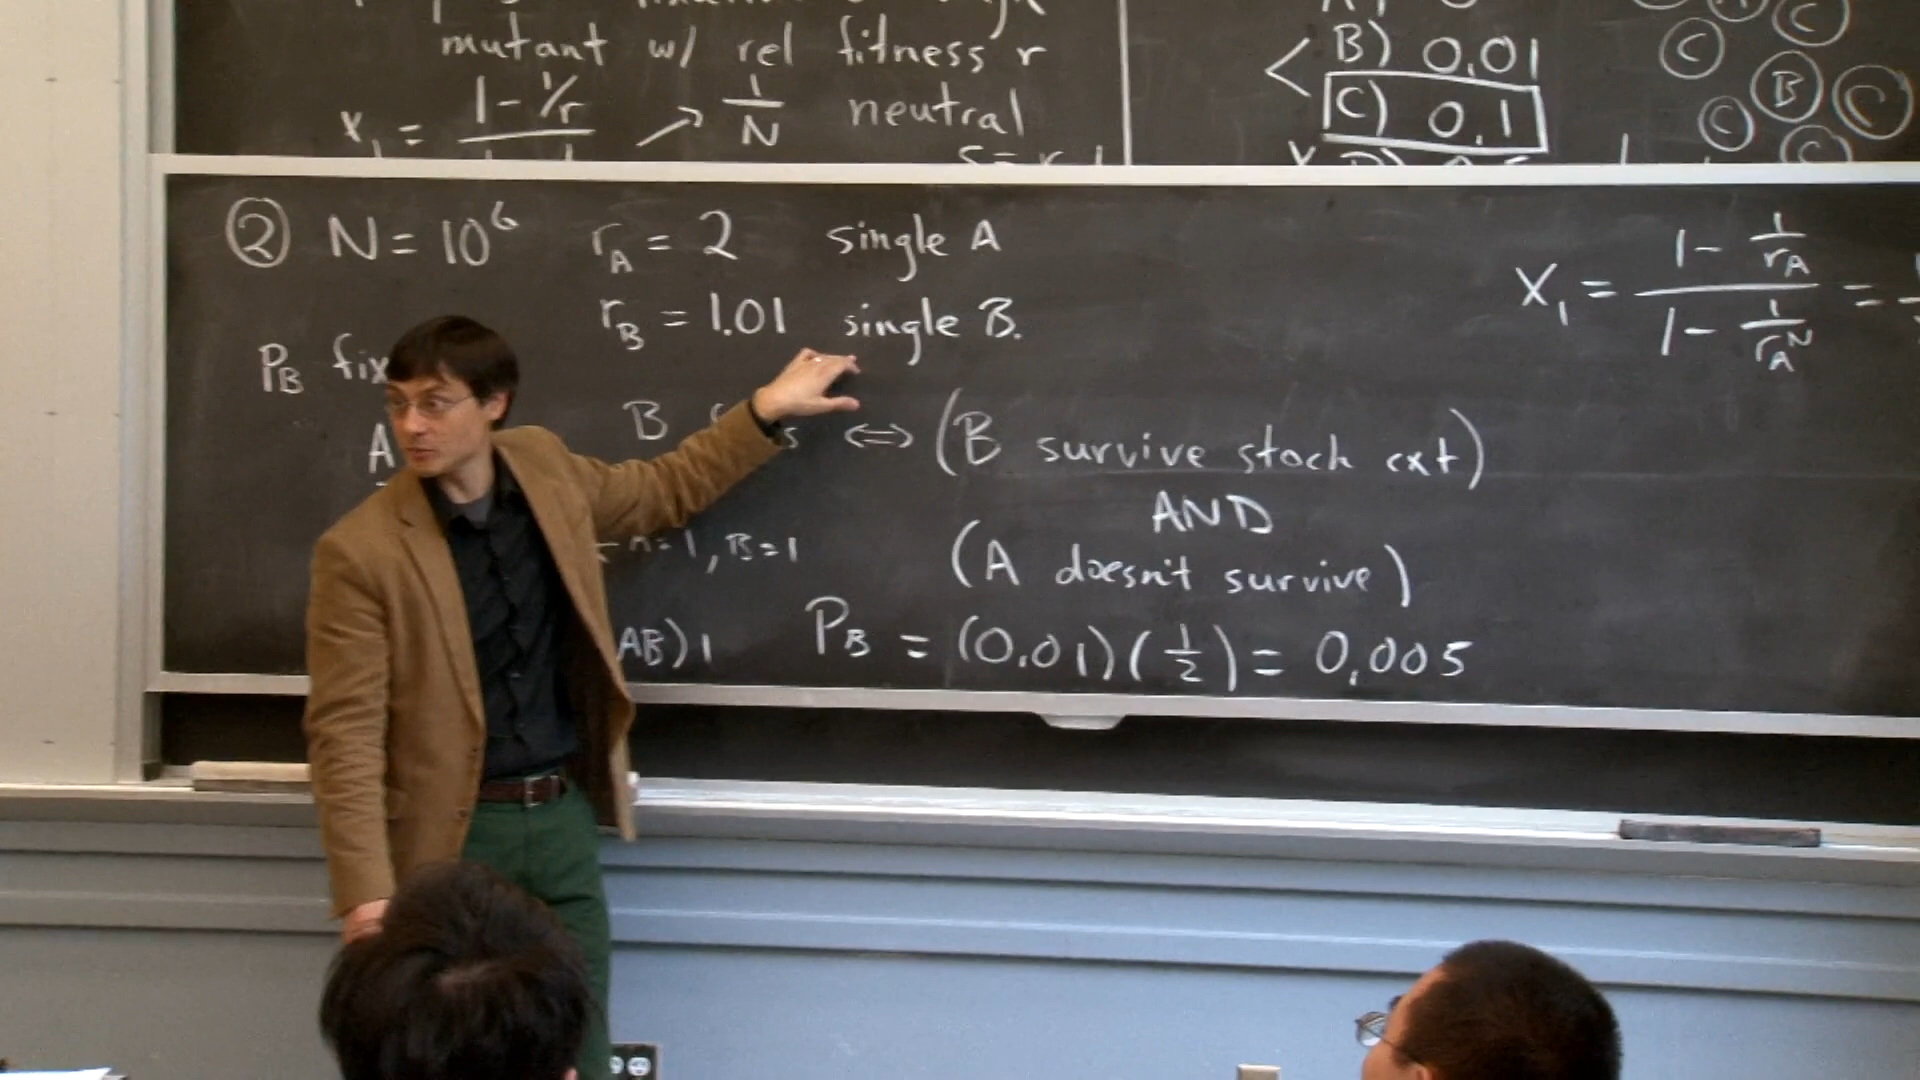 mutant w/ rel fitness r
x₁ = 1 - 1/r → 1/N neutral
B) 0.01
< C) 0.1
C
B
C
C
C
② N = 10⁶ r_A = 2 single A
r_B = 1.01 single B.
P_B fix
A
B ⇔ (B survive stoch ext)
AND
(A doesn't survive)
n=1, B=1
AB) 1
P_B = (0.01)(1/2) = 0.005
X₁ = (1 - 1/r_A) / (1 - 1/r_A^N) =